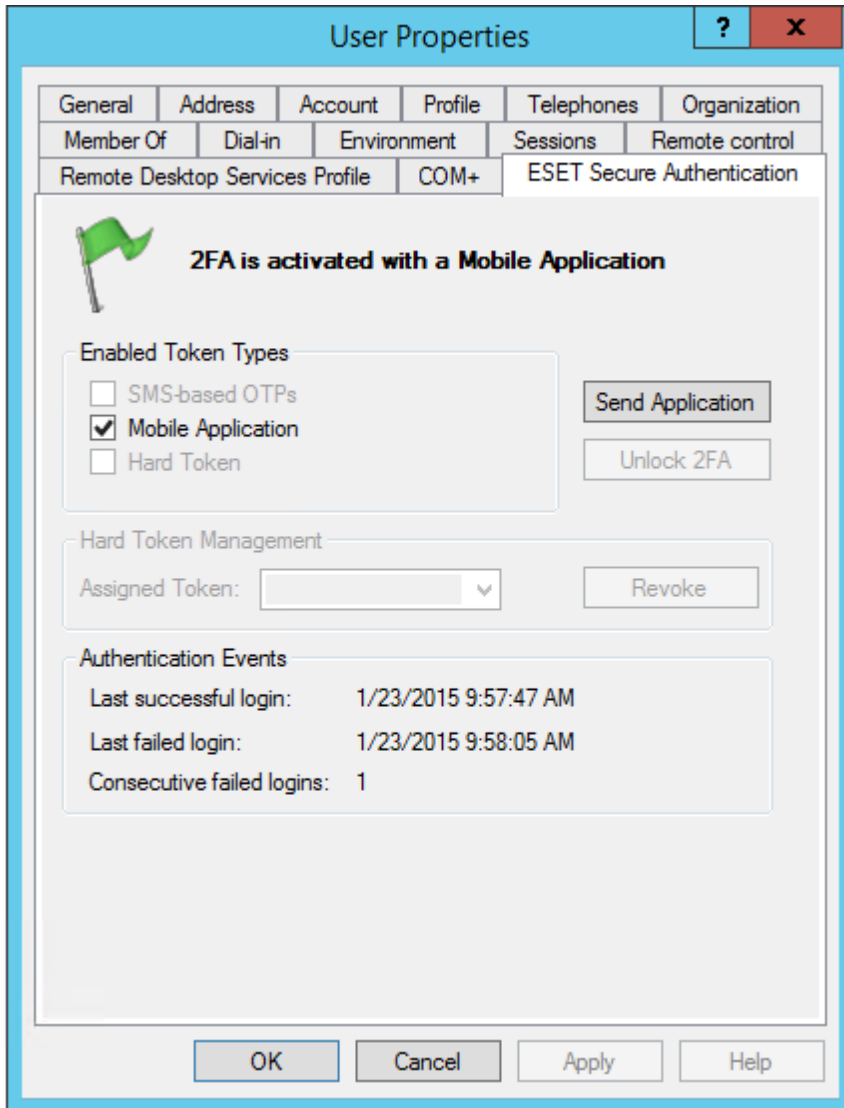 User Properties
? x
General Address Account Profile Telephones Organization
Member Of Dial-in Environment Sessions Remote control
Remote Desktop Services Profile COM+ ESET Secure Authentication
2FA is activated with a Mobile Application
Enabled Token Types
SMS-based OTPs
Mobile Application
Hard Token
Send Application
Unlock 2FA
Hard Token Management
Assigned Token:
Revoke
Authentication Events
Last successful login: 1/23/2015 9:57:47 AM
Last failed login: 1/23/2015 9:58:05 AM
Consecutive failed logins: 1
OK Cancel Apply Help